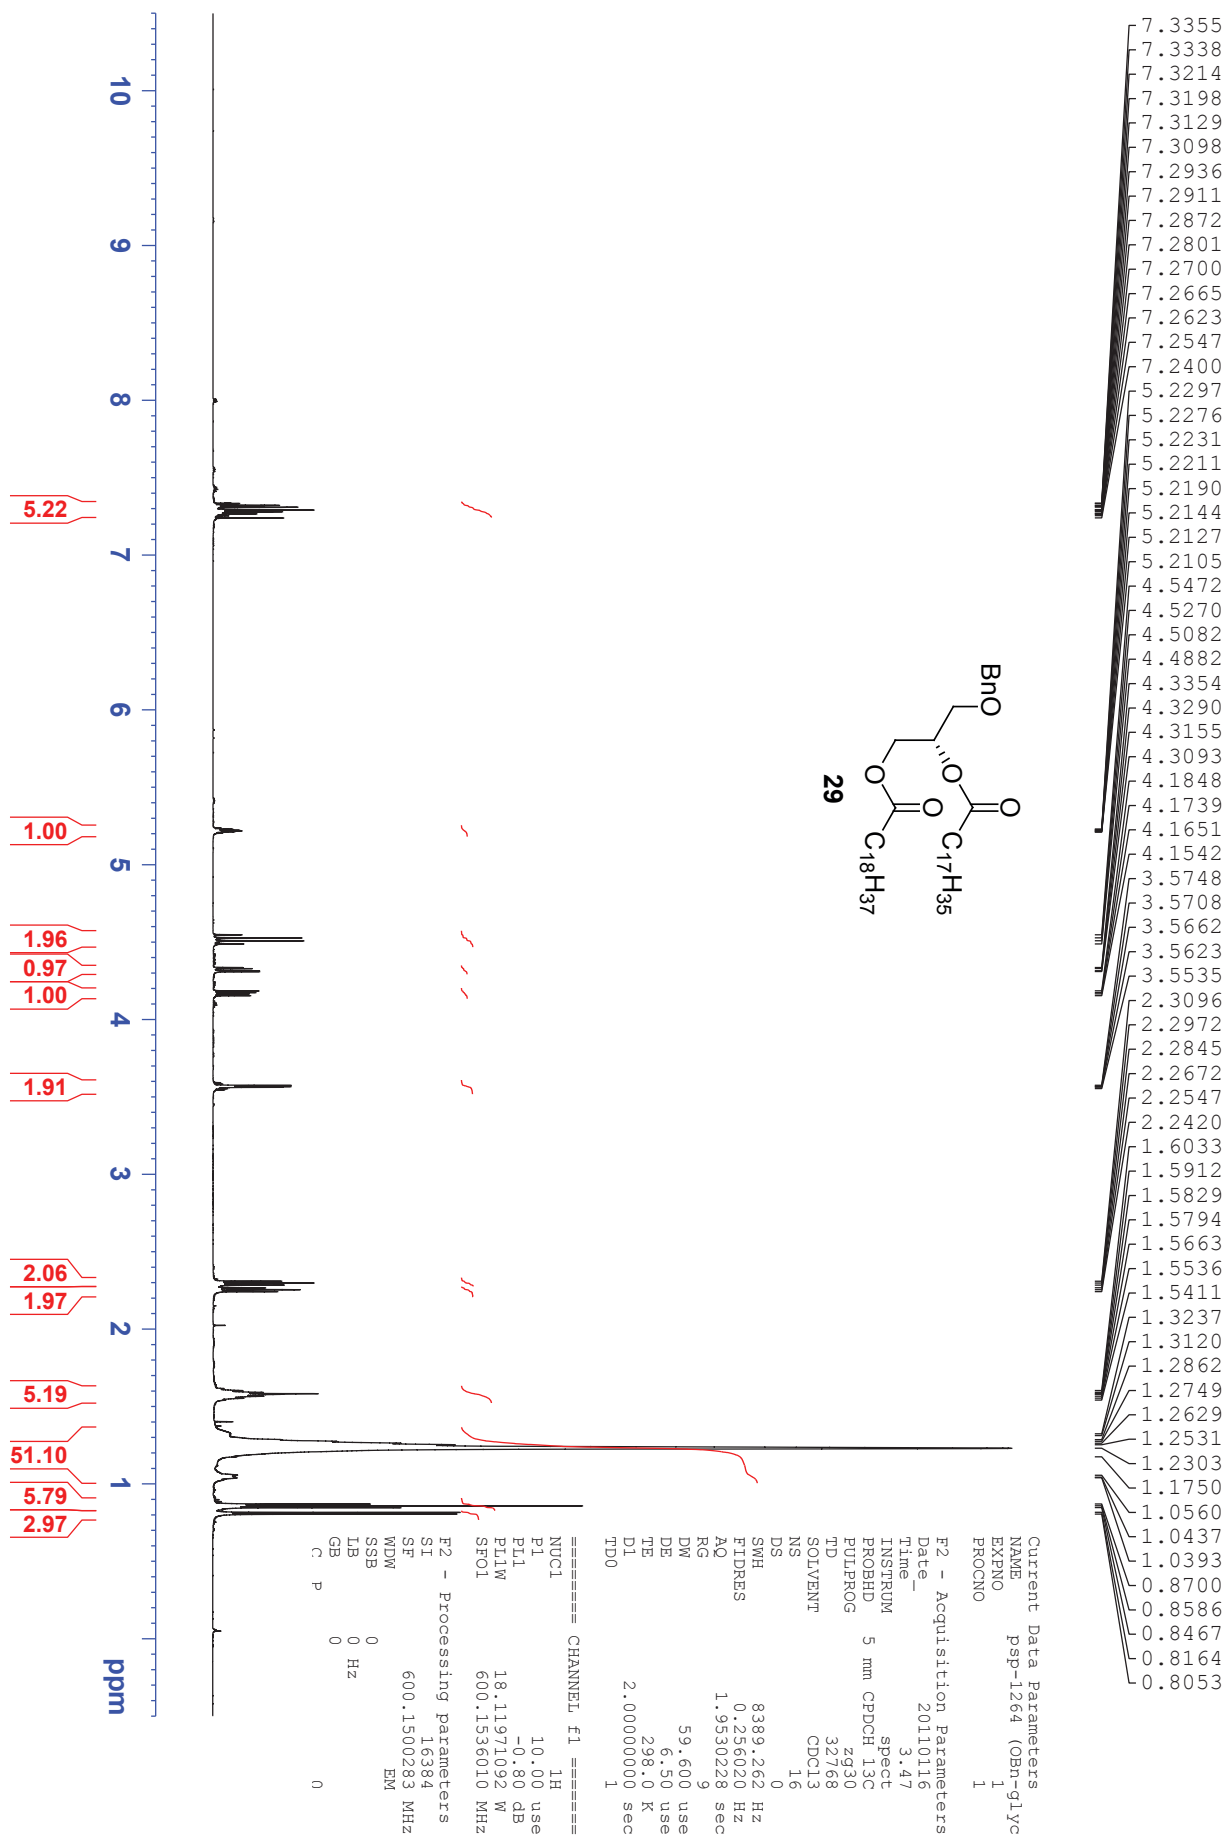 7.3355
7.3338
7.3214
7.3198
7.3129
7.3098
7.2936
7.2911
7.2872
7.2801
7.2700
7.2665
7.2623
7.2547
7.2400
5.2297
5.2276
5.2231
5.2211
5.2190
5.2144
5.2127
5.2105
4.5472
4.5270
4.5082
4.4882
4.3354
4.3290
4.3155
4.3093
4.1848
4.1739
4.1651
4.1542
3.5748
3.5708
3.5662
3.5623
3.5535
2.3096
2.2972
2.2845
2.2672
2.2547
2.2420
1.6033
1.5912
1.5829
1.5794
1.5663
1.5536
1.5411
1.3237
1.3120
1.2862
1.2749
1.2629
1.2531
1.2303
1.1750
1.0560
1.0437
1.0393
0.8700
0.8586
0.8467
0.8164
0.8053
BnO
O
O
O
O
C17H35
C18H37
29
Current Data Parameters
NAME psp-1264 (OBn-glyc
EXPNO 1
PROCNO 1
F2 - Acquisition Parameters
Date_ 20110116
Time_ 3.47
INSTRUM spect
PROBHD 5 mm CPDCH 13C
PULPROG zg30
TD 32768
SOLVENT CDCl3
NS 16
DS 0
SWH 8389.262 Hz
FIDRES 0.256020 Hz
AQ 1.9530228 sec
RG 9
DW 59.600 use
DE 6.50 use
TE 298.0 K
D1 2.00000000 sec
TD0 1
======== CHANNEL f1 ========
NUC1 1H
P1 10.00 use
PL1 -0.80 dB
PL1W 18.11971092 W
SFO1 600.1536010 MHz
F2 - Processing parameters
SI 16384
SF 600.1500283 MHz
WDW EM
SSB 0
LB 0 Hz
GB 0
C P 0
10 9 8 7 6 5 4 3 2 1 ppm
5.22
1.00
1.96
0.97
1.00
1.91
2.06
1.97
5.19
51.10
5.79
2.97